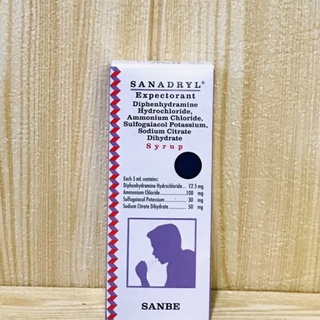 SANADRYL®
Expectorant
Diphenhydramine
Hydrochloride,
Ammonium Chloride,
Sulfogaiacol Potassium,
Sodium Citrate
Dihydrate
Syrup
Each 5 mL contains:
Diphenhydramine Hydrochloride ... 12.5 mg
Ammonium Chloride ............ 100 mg
Sulfogaiacol Potassium .......... 30 mg
Sodium Citrate Dihydrate ........ 50 mg
SANBE